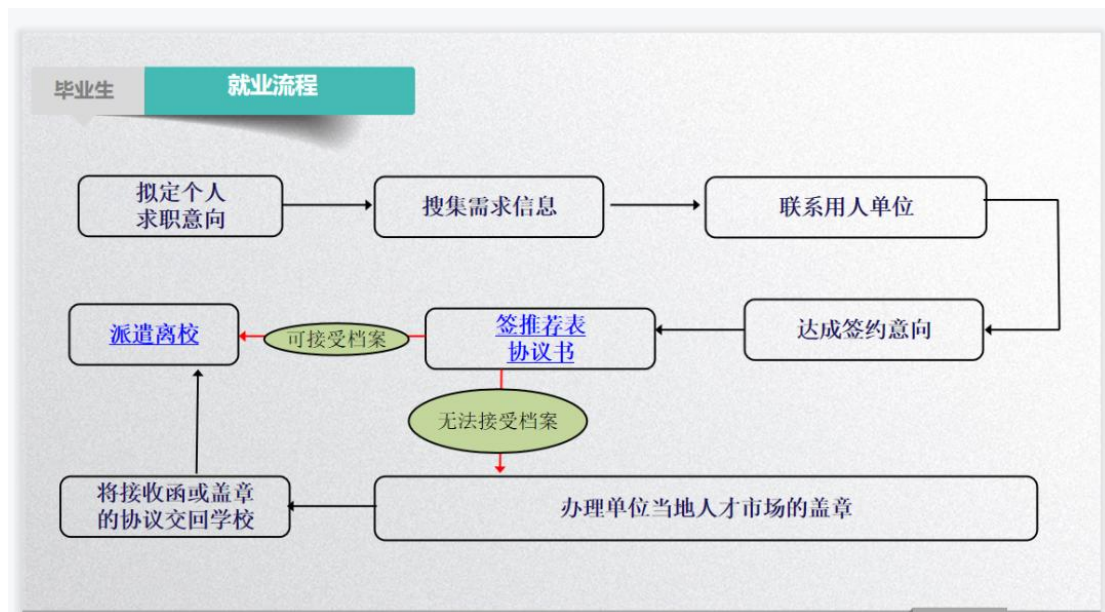 毕业生
就业流程
拟定个人
求职意向
搜集需求信息
联系用人单位
达成签约意向
签推荐表
协议书
可接受档案
派遣离校
无法接受档案
办理单位当地人才市场的盖章
将接收函或盖章
的协议交回学校